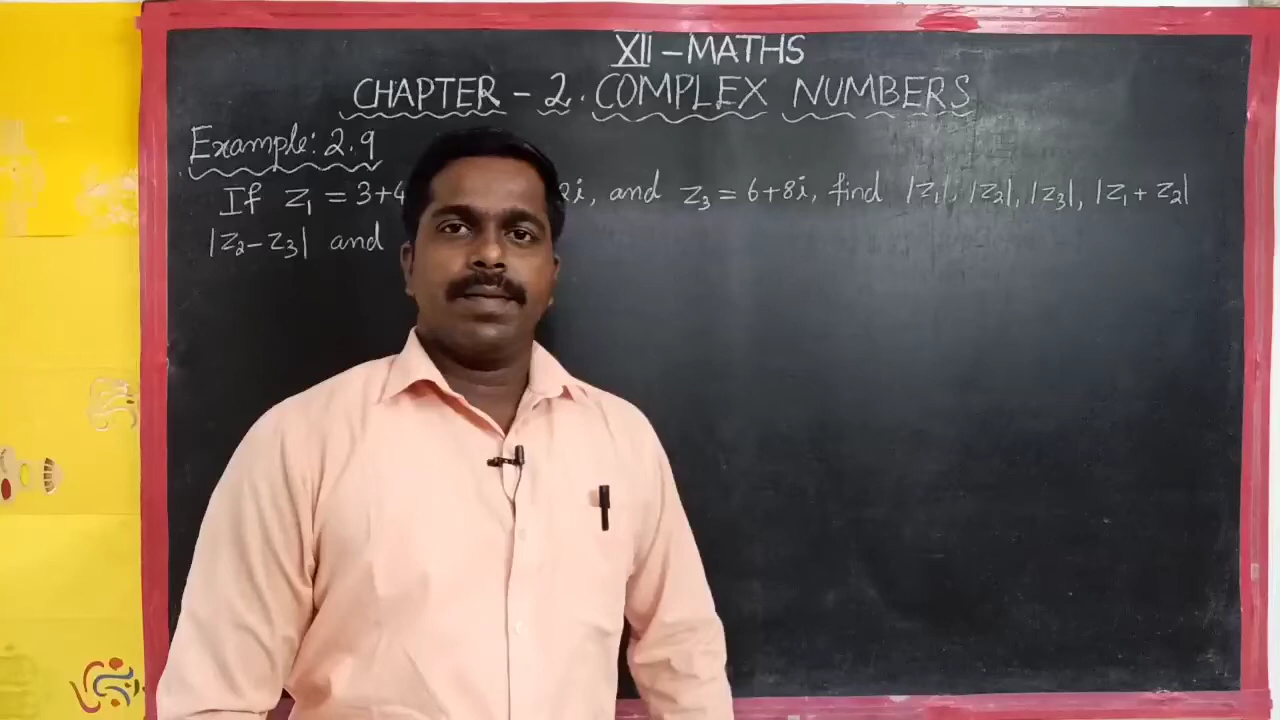 XII - MATHS
CHAPTER - 2. COMPLEX NUMBERS
Example: 2.9
If z₁ = 3+4 2i, and z₃ = 6+8i, find |z₁|, |z₂|, |z₃|, |z₁ + z₂|
|z₂ - z₃| and